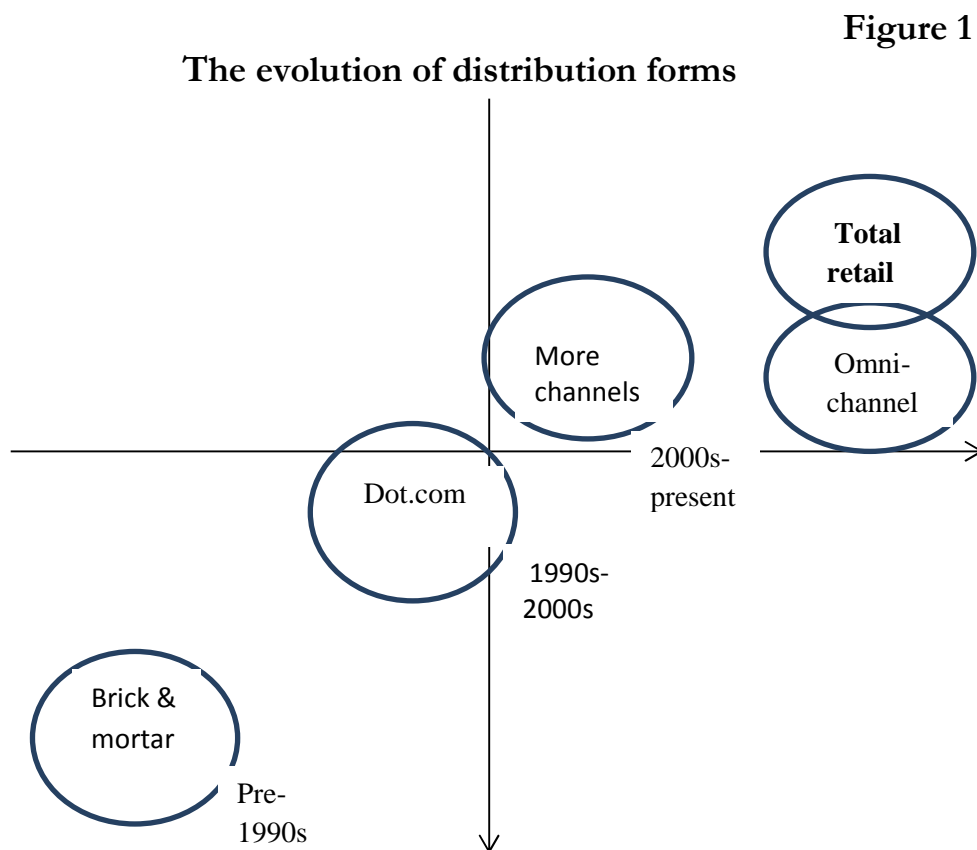 Figure 1
The evolution of distribution forms
Total
retail
More
channels
Omni-
channel
2000s-
present
Dot.com
1990s-
2000s
Brick &
mortar
Pre-
1990s